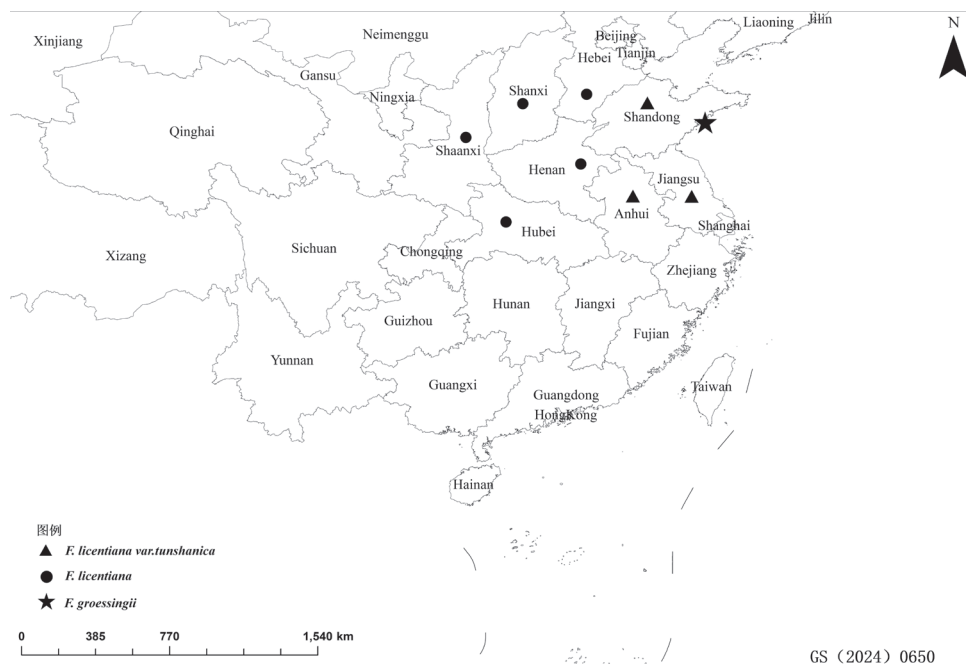 Liaoning
Jilin
Neimenggu
Beijing
N
Xinjiang
Tianjin
Hebei
Gansu
Shanxi
Ningxia
Shandong
Qinghai
Shaanxi
Henan
Jiangsu
Anhui
Shanghai
Hubei
Sichuan
Chongqing
Xizang
Zhejiang
Hunan
Jiangxi
Guizhou
Fujian
Yunnan
Guangxi
Taiwan
Guangdong
HongKong
Hainan
图例
F. licentiana var.tunshanica
F. licentiana
F. groessingii
0 385 770 1,540 km
GS（2024）0650